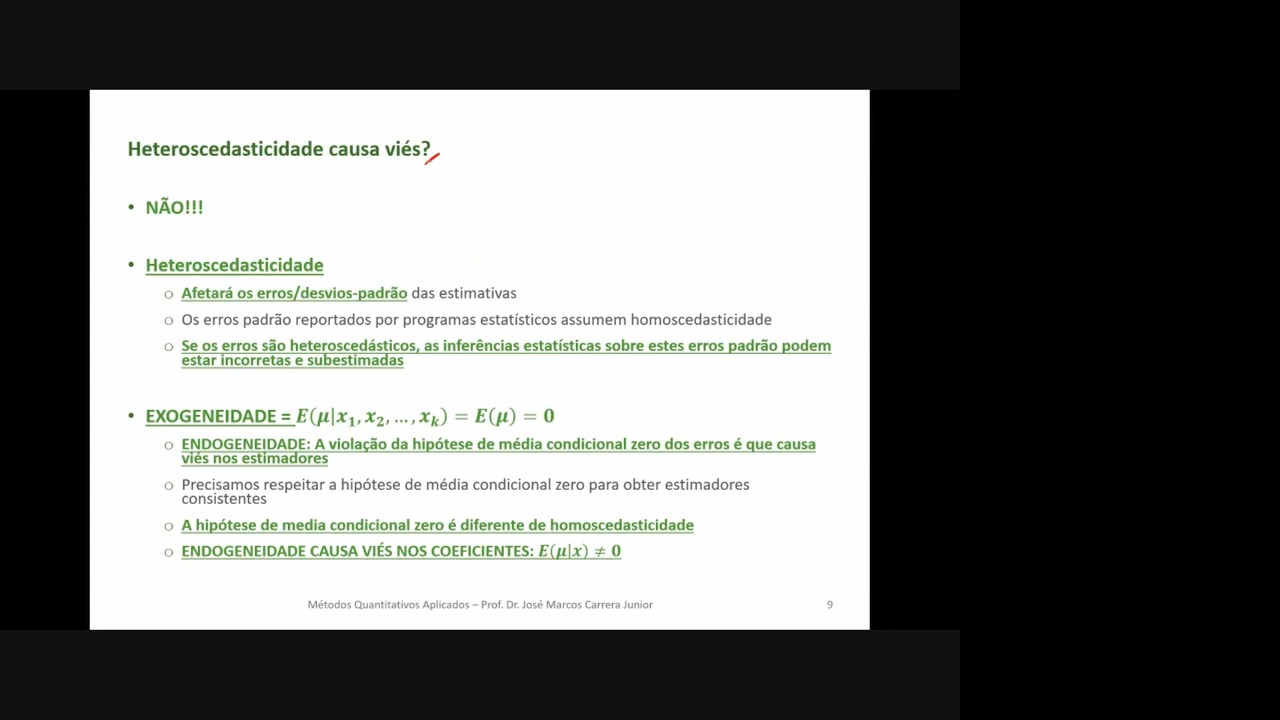 Heteroscedasticidade causa viés?
• NÃO!!!
• Heteroscedasticidade
o Afetará os erros/desvios-padrão das estimativas
o Os erros padrão reportados por programas estatísticos assumem homoscedasticidade
o Se os erros são heteroscedásticos, as inferências estatísticas sobre estes erros padrão podem
estar incorretas e subestimadas
• EXOGENEIDADE = E(μ|x₁, x₂, ..., xₖ) = E(μ) = 0
o ENDOGENEIDADE: A violação da hipótese de média condicional zero dos erros é que causa
viés nos estimadores
o Precisamos respeitar a hipótese de média condicional zero para obter estimadores
consistentes
o A hipótese de media condicional zero é diferente de homoscedasticidade
o ENDOGENEIDADE CAUSA VIÉS NOS COEFICIENTES: E(μ|x) ≠ 0
Métodos Quantitativos Aplicados – Prof. Dr. José Marcos Carrera Junior 9